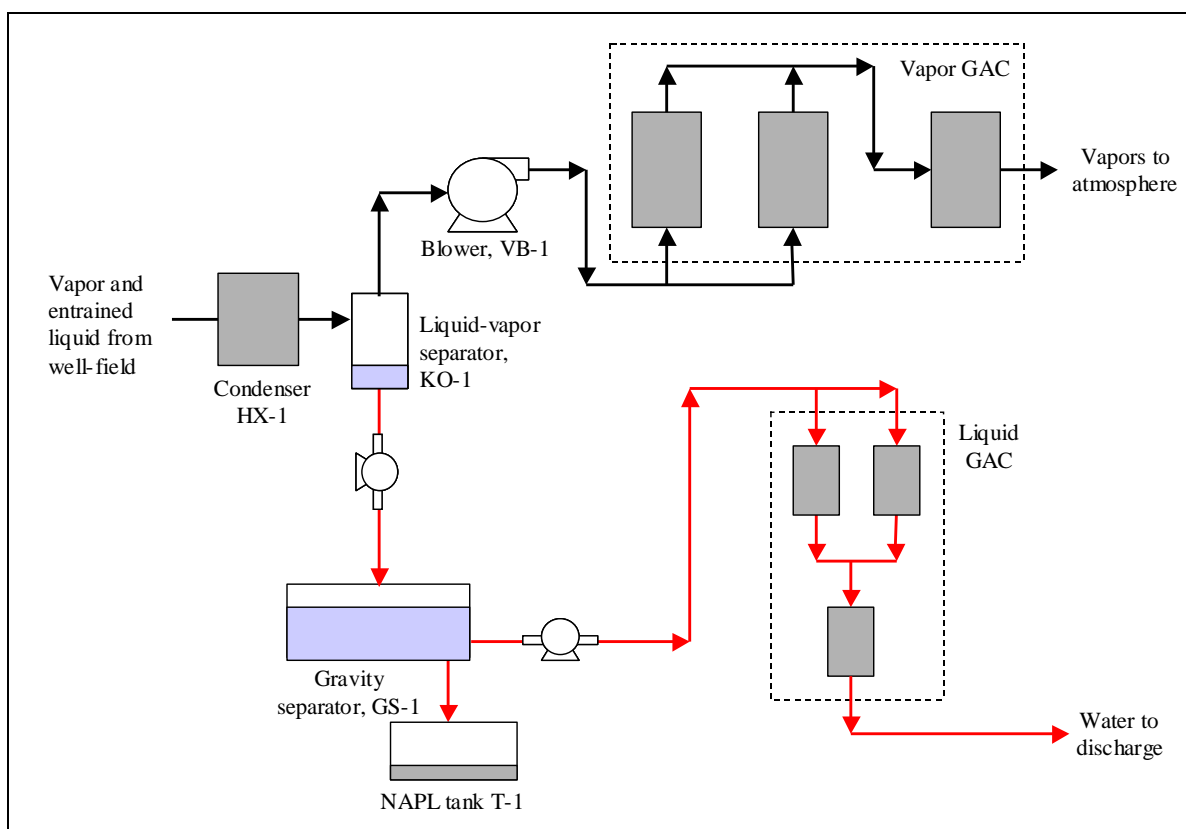 Vapor GAC
Vapors to
atmosphere
Blower, VB-1
Vapor and
entrained
liquid from
well-field
Liquid-vapor
separator,
KO-1
Condenser
HX-1
Liquid
GAC
Gravity
separator, GS-1
Water to
discharge
NAPL tank T-1